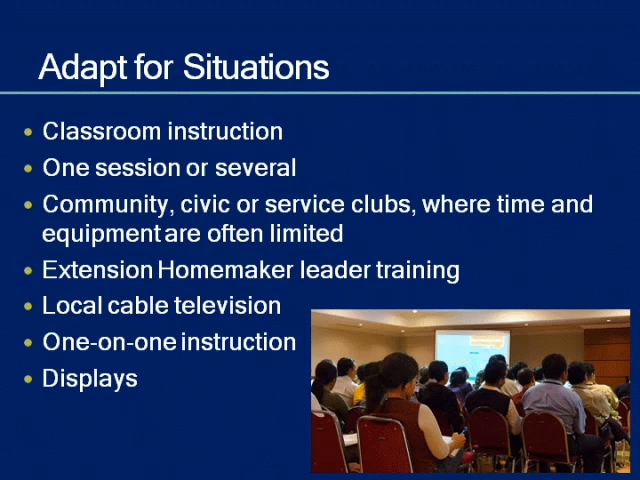 Adapt for Situations
• Classroom instruction
• One session or several
• Community, civic or service clubs, where time and
equipment are often limited
• Extension Homemaker leader training
• Local cable television
• One-on-one instruction
• Displays